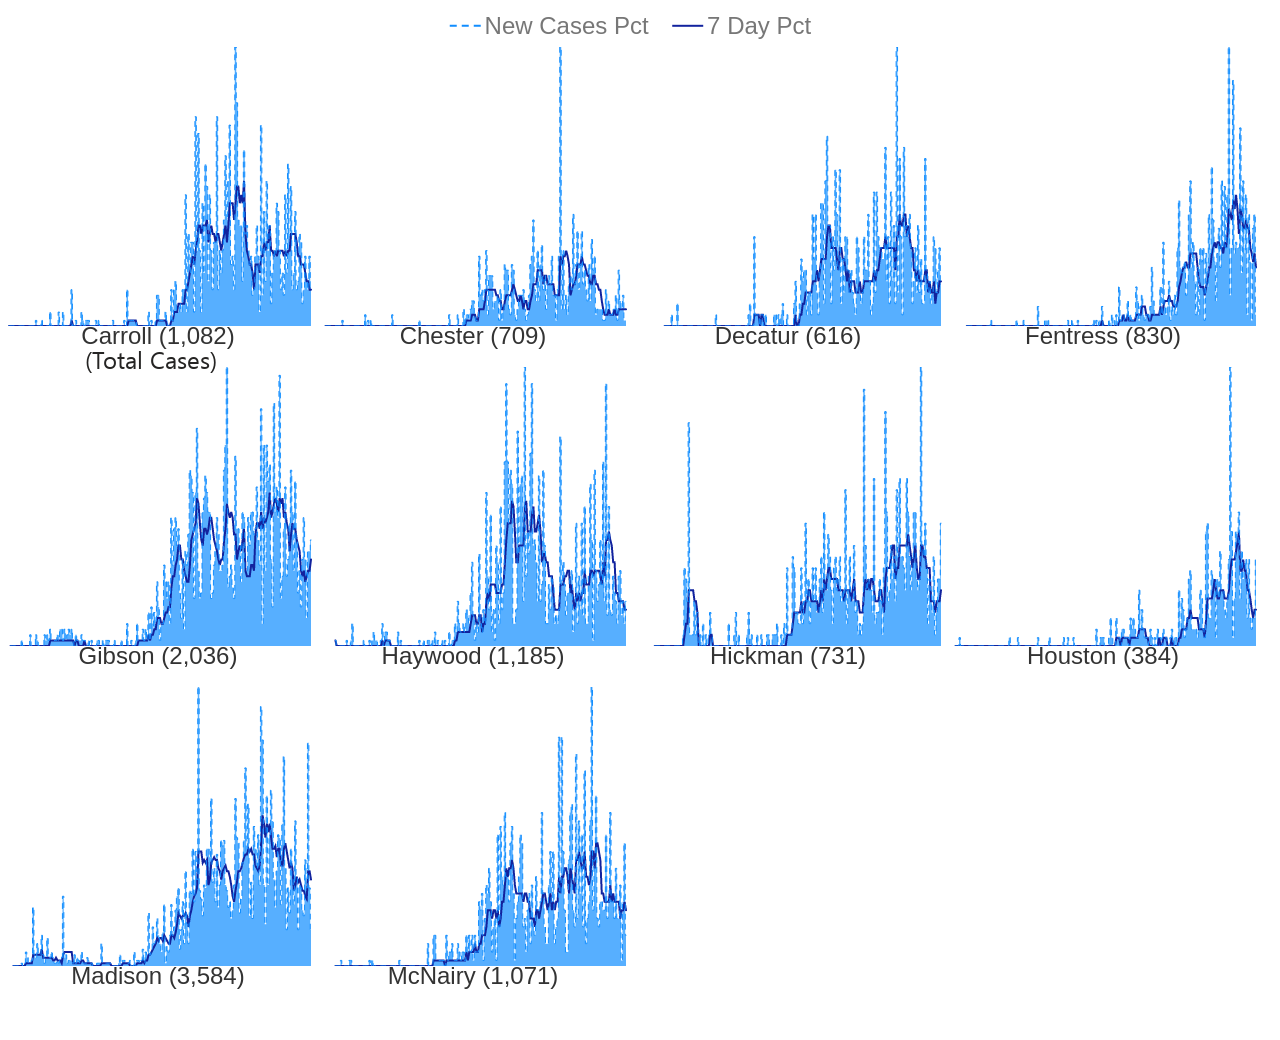 New Cases Pct 7 Day Pct
Carroll (1,082) Chester (709) Decatur (616) Fentress (830)
(Total Cases)
Gibson (2,036) Haywood (1,185) Hickman (731) Houston (384)
Madison (3,584) McNairy (1,071)